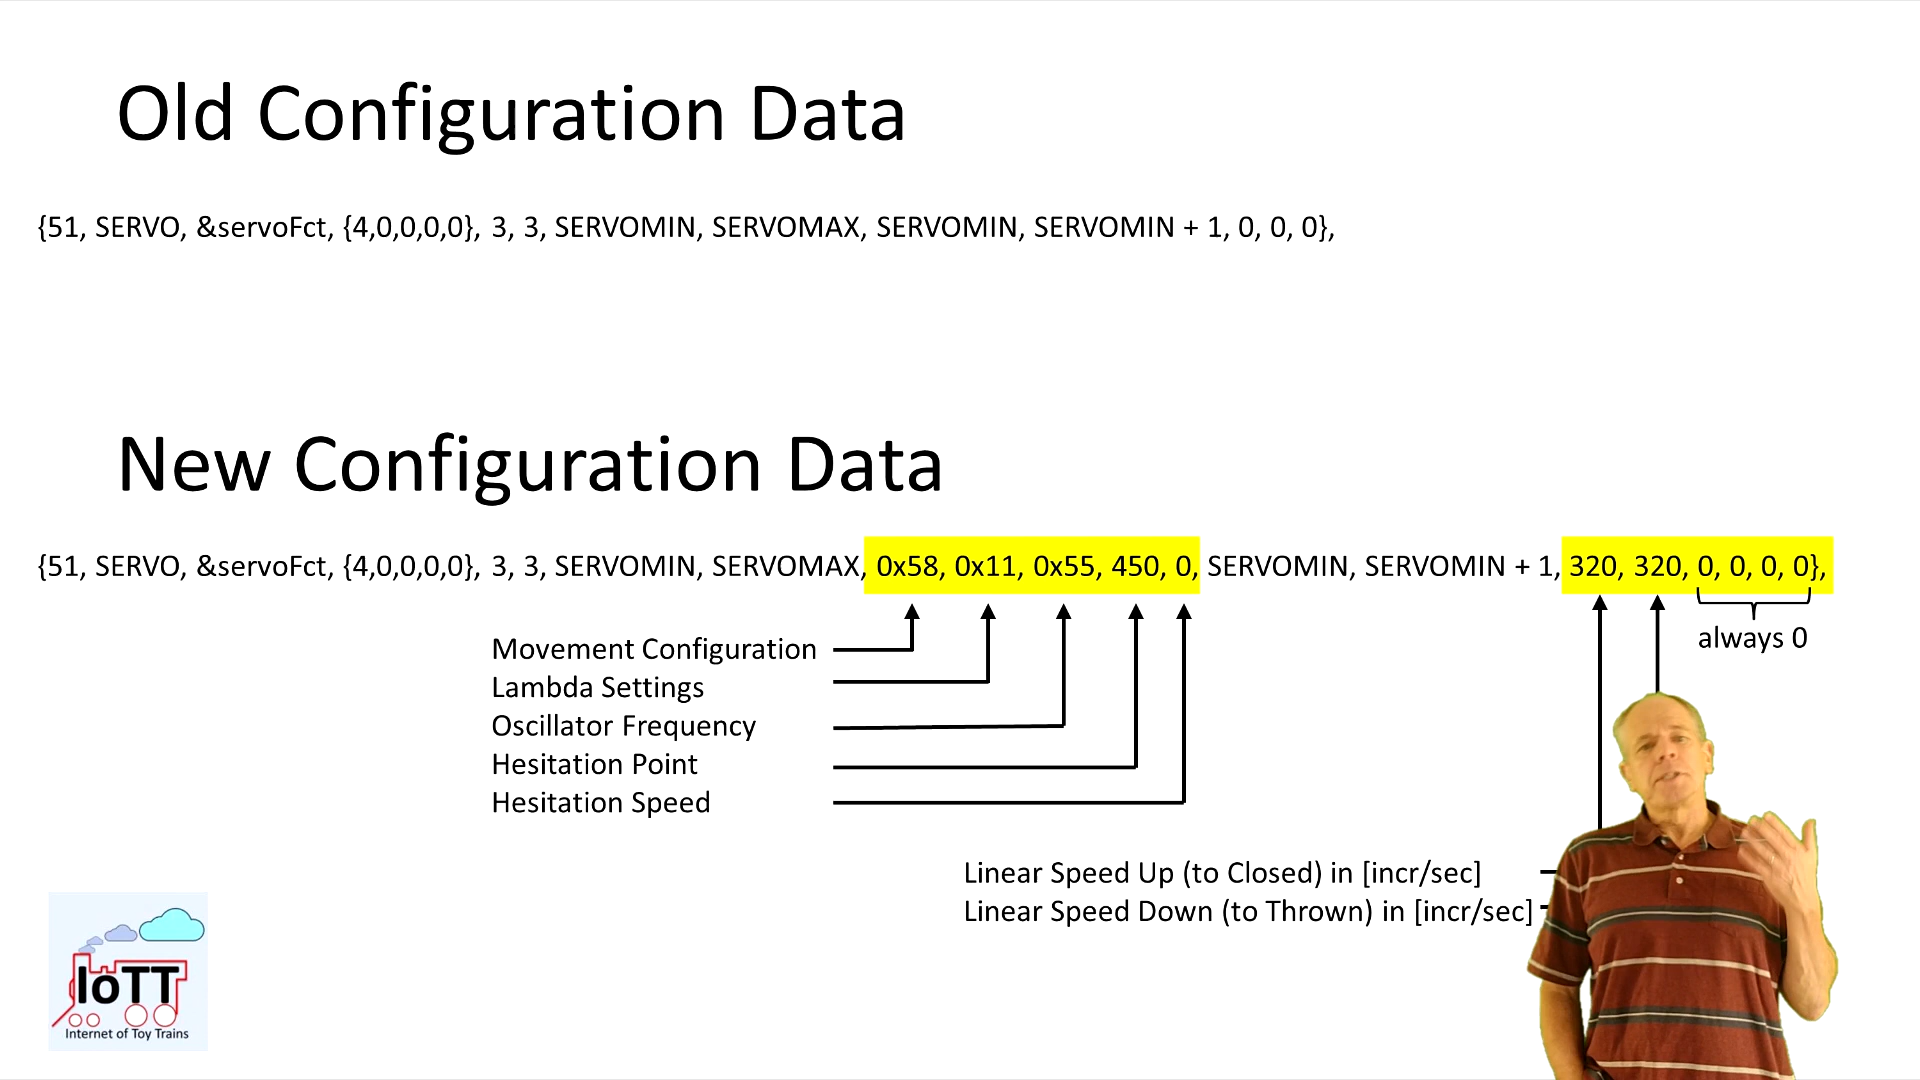 Old Configuration Data
{51, SERVO, &servoFct, {4,0,0,0,0}, 3, 3, SERVOMIN, SERVOMAX, SERVOMIN, SERVOMIN + 1, 0, 0, 0},
New Configuration Data
{51, SERVO, &servoFct, {4,0,0,0,0}, 3, 3, SERVOMIN, SERVOMAX, 0x58, 0x11, 0x55, 450, 0, SERVOMIN, SERVOMIN + 1, 320, 320, 0, 0, 0, 0},
always 0
Movement Configuration
Lambda Settings
Oscillator Frequency
Hesitation Point
Hesitation Speed
Linear Speed Up (to Closed) in [incr/sec]
Linear Speed Down (to Thrown) in [incr/sec]
IoTT
Internet of Toy Trains